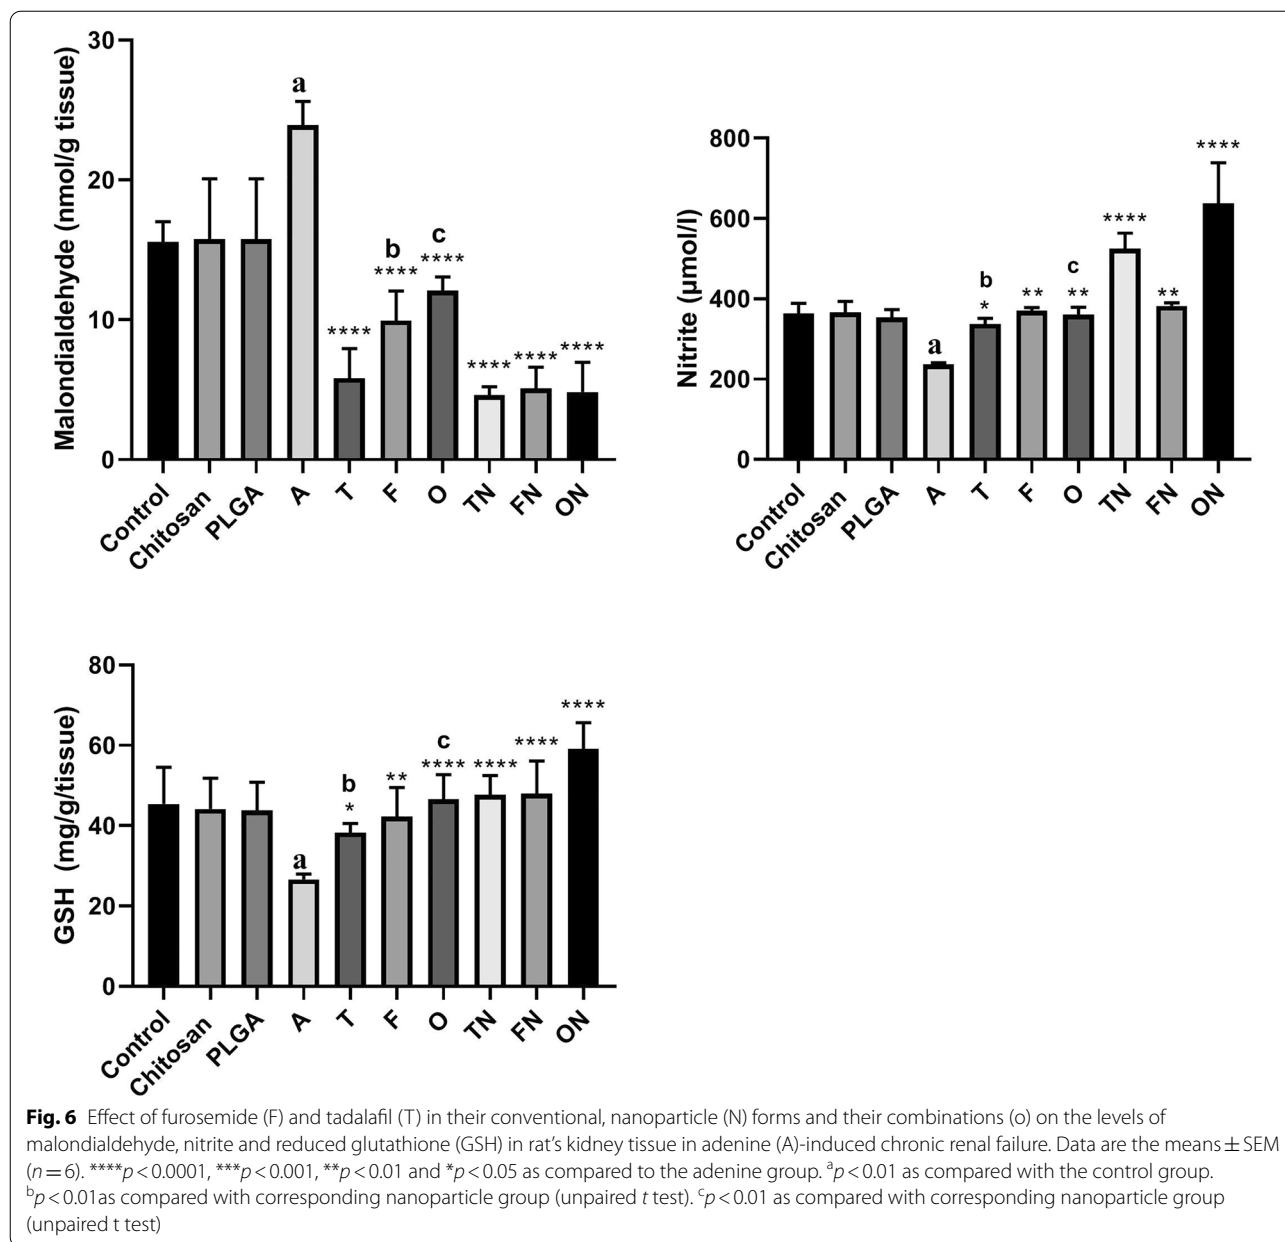 Malondialdehyde (nmol/g tissue)
30
20
10
0
a
****
b
****
c
****
****
****
****
Control
Chitosan
PLGA
A
T
F
O
TN
FN
ON
Nitrite (µmol/l)
800
600
400
200
0
a
b
*
**
c
**
****
**
****
Control
Chitosan
PLGA
A
T
F
O
TN
FN
ON
GSH (mg/g/tissue)
80
60
40
20
0
a
b
*
**
c
****
****
****
****
Control
Chitosan
PLGA
A
T
F
O
TN
FN
ON
Fig. 6 Effect of furosemide (F) and tadalafil (T) in their conventional, nanoparticle (N) forms and their combinations (o) on the levels of
malondialdehyde, nitrite and reduced glutathione (GSH) in rat's kidney tissue in adenine (A)-induced chronic renal failure. Data are the means ± SEM
(n = 6). ****p < 0.0001, ***p < 0.001, **p < 0.01 and *p < 0.05 as compared to the adenine group. ap < 0.01 as compared with the control group.
bp < 0.01as compared with corresponding nanoparticle group (unpaired t test). cp < 0.01 as compared with corresponding nanoparticle group
(unpaired t test)